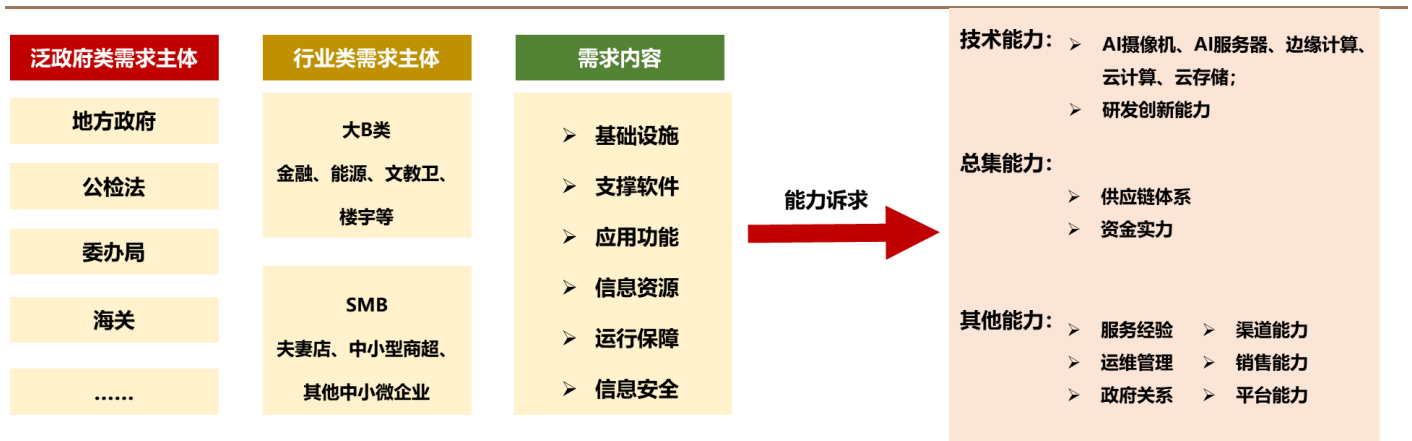 泛政府类需求主体
地方政府
公检法
委办局
海关
……
行业类需求主体
大B类
金融、能源、文教卫、
楼宇等
SMB
夫妻店、中小型商超、
其他中小微企业
需求内容
➢ 基础设施
➢ 支撑软件
➢ 应用功能
➢ 信息资源
➢ 运行保障
➢ 信息安全
能力诉求
技术能力：
➢ AI摄像机、AI服务器、边缘计算、
云计算、云存储；
➢ 研发创新能力
总集能力：
➢ 供应链体系
➢ 资金实力
其他能力：
➢ 服务经验 ➢ 渠道能力
➢ 运维管理 ➢ 销售能力
➢ 政府关系 ➢ 平台能力